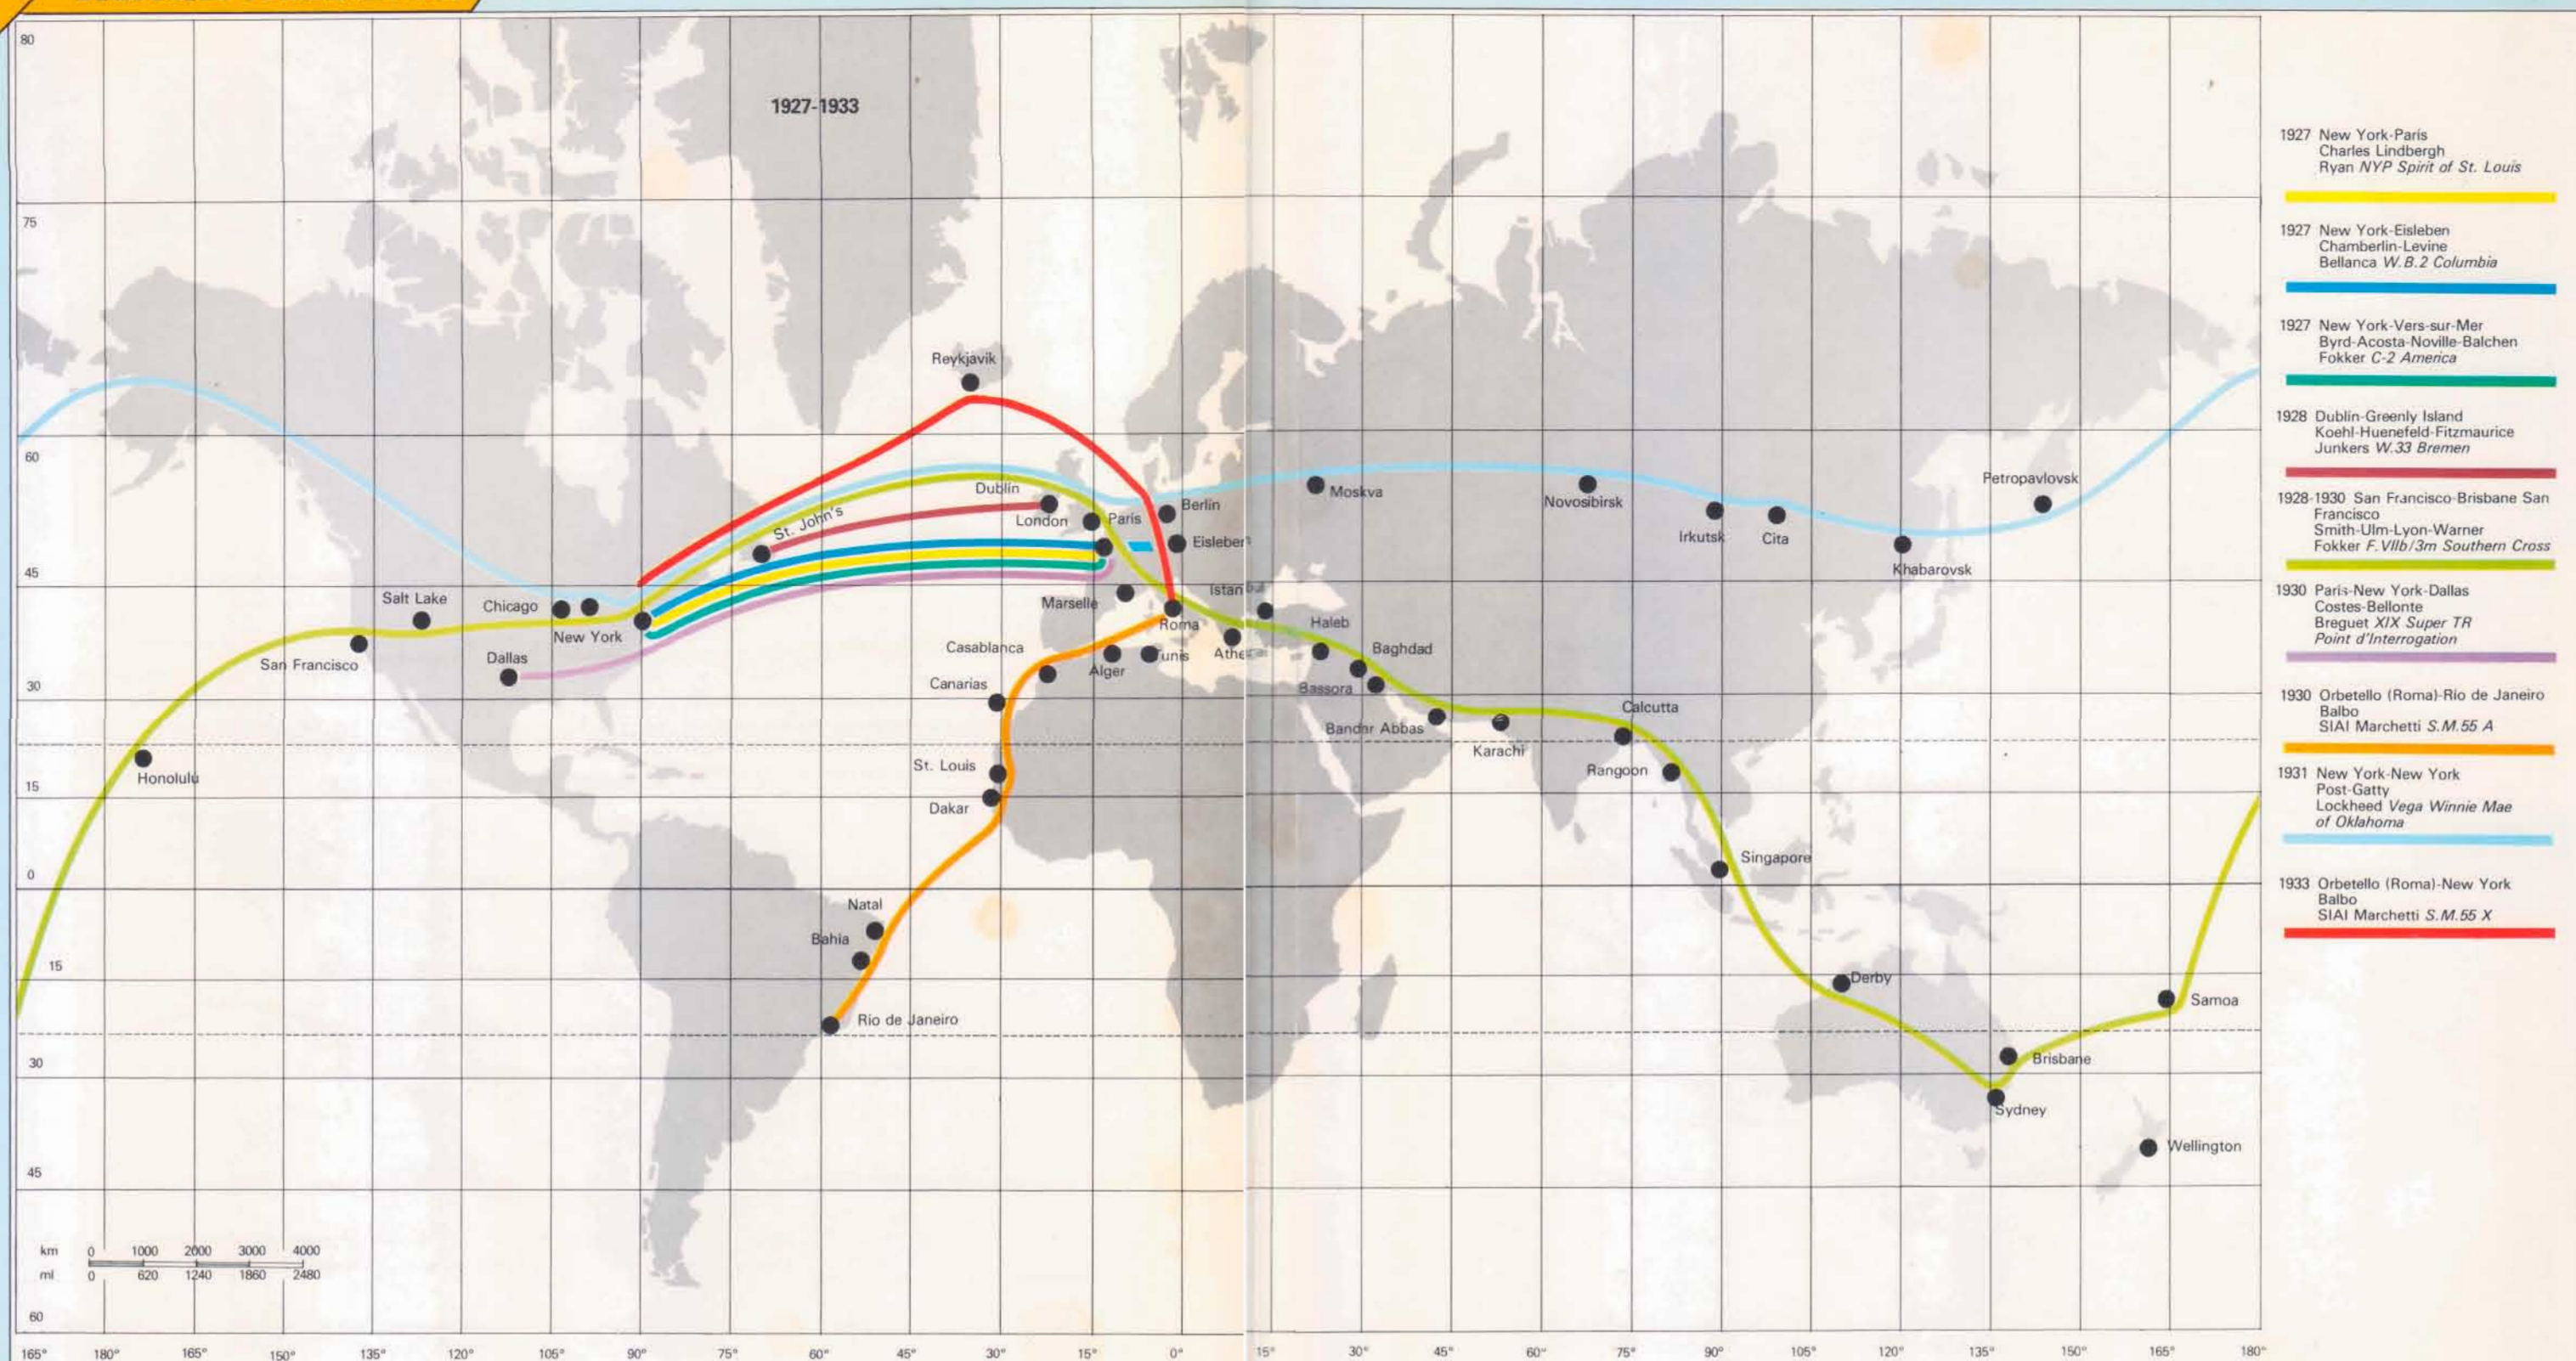 1927-1933
80
75
60
45
30
15
0
15
30
45
60
Reykjavik
Dublin
London
Paris
Berlin
Eisleben
St. John's
Moskva
Novosibirsk
Irkutsk
Cita
Khabarovsk
Petropavlovsk
Salt Lake
Chicago
New York
San Francisco
Dallas
Honolulu
Marselle
Roma
Casablanca
Alger
Canarias
St. Louis
Dakar
Haleb
Baghdad
Bassora
Bandar Abbas
Karachi
Calcutta
Rangoon
Singapore
Natal
Bahia
Rio de Janeiro
Derby
Samoa
Brisbane
Sydney
Wellington
km 0 1000 2000 3000 4000
ml 0 620 1240 1860 2480
165° 180° 165° 150° 135° 120° 105° 90° 75° 60° 45° 30° 15° 0° 15° 30° 45° 60° 75° 90° 105° 120° 135° 150° 165° 180°
1927 New York-Paris
Charles Lindbergh
Ryan NYP Spirit of St. Louis
1927 New York-Eisleben
Chamberlin-Levine
Bellanca W.B.2 Columbia
1927 New York-Vers-sur-Mer
Byrd-Acosta-Noville-Balchen
Fokker C-2 America
1928 Dublin-Greenly Island
Koehl-Huenefeld-Fitzmaurice
Junkers W.33 Bremen
1928-1930 San Francisco-Brisbane San
Francisco
Smith-Ulm-Lyon-Warner
Fokker F.VIIb/3m Southern Cross
1930 Paris-New York-Dallas
Costes-Bellonte
Breguet XIX Super TR
Point d'Interrogation
1930 Orbetello (Roma)-Rio de Janeiro
Balbo
SIAI Marchetti S.M.55 A
1931 New York-New York
Post-Gatty
Lockheed Vega Winnie Mae
of Oklahoma
1933 Orbetello (Roma)-New York
Balbo
SIAI Marchetti S.M.55 X